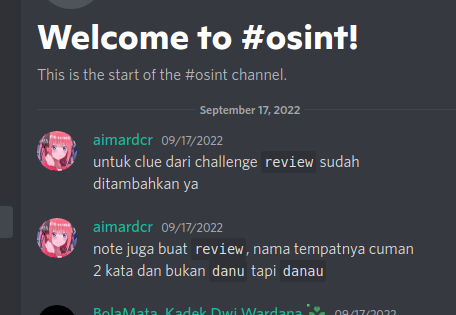 Welcome to #osint!
This is the start of the #osint channel.
September 17, 2022
aimardcr 09/17/2022
untuk clue dari challenge review sudah
ditambahkan ya
aimardcr 09/17/2022
note juga buat review, nama tempatnya cuman
2 kata dan bukan danu tapi danau
BolaMata_Kadek Dwi Wardana 09/17/2022